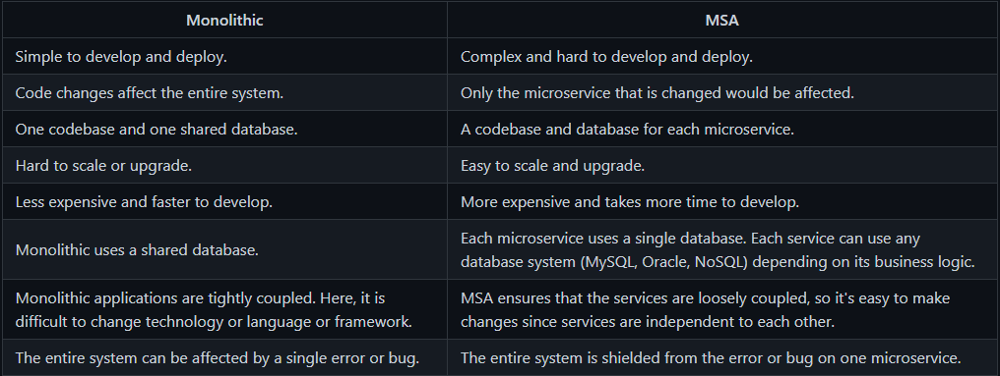 Monolithic
MSA
Simple to develop and deploy.
Complex and hard to develop and deploy.
Code changes affect the entire system.
Only the microservice that is changed would be affected.
One codebase and one shared database.
A codebase and database for each microservice.
Hard to scale or upgrade.
Easy to scale and upgrade.
Less expensive and faster to develop.
More expensive and takes more time to develop.
Monolithic uses a shared database.
Each microservice uses a single database. Each service can use any
database system (MySQL, Oracle, NoSQL) depending on its business logic.
Monolithic applications are tightly coupled. Here, it is
difficult to change technology or language or framework.
MSA ensures that the services are loosely coupled, so it's easy to make
changes since services are independent to each other.
The entire system can be affected by a single error or bug.
The entire system is shielded from the error or bug on one microservice.